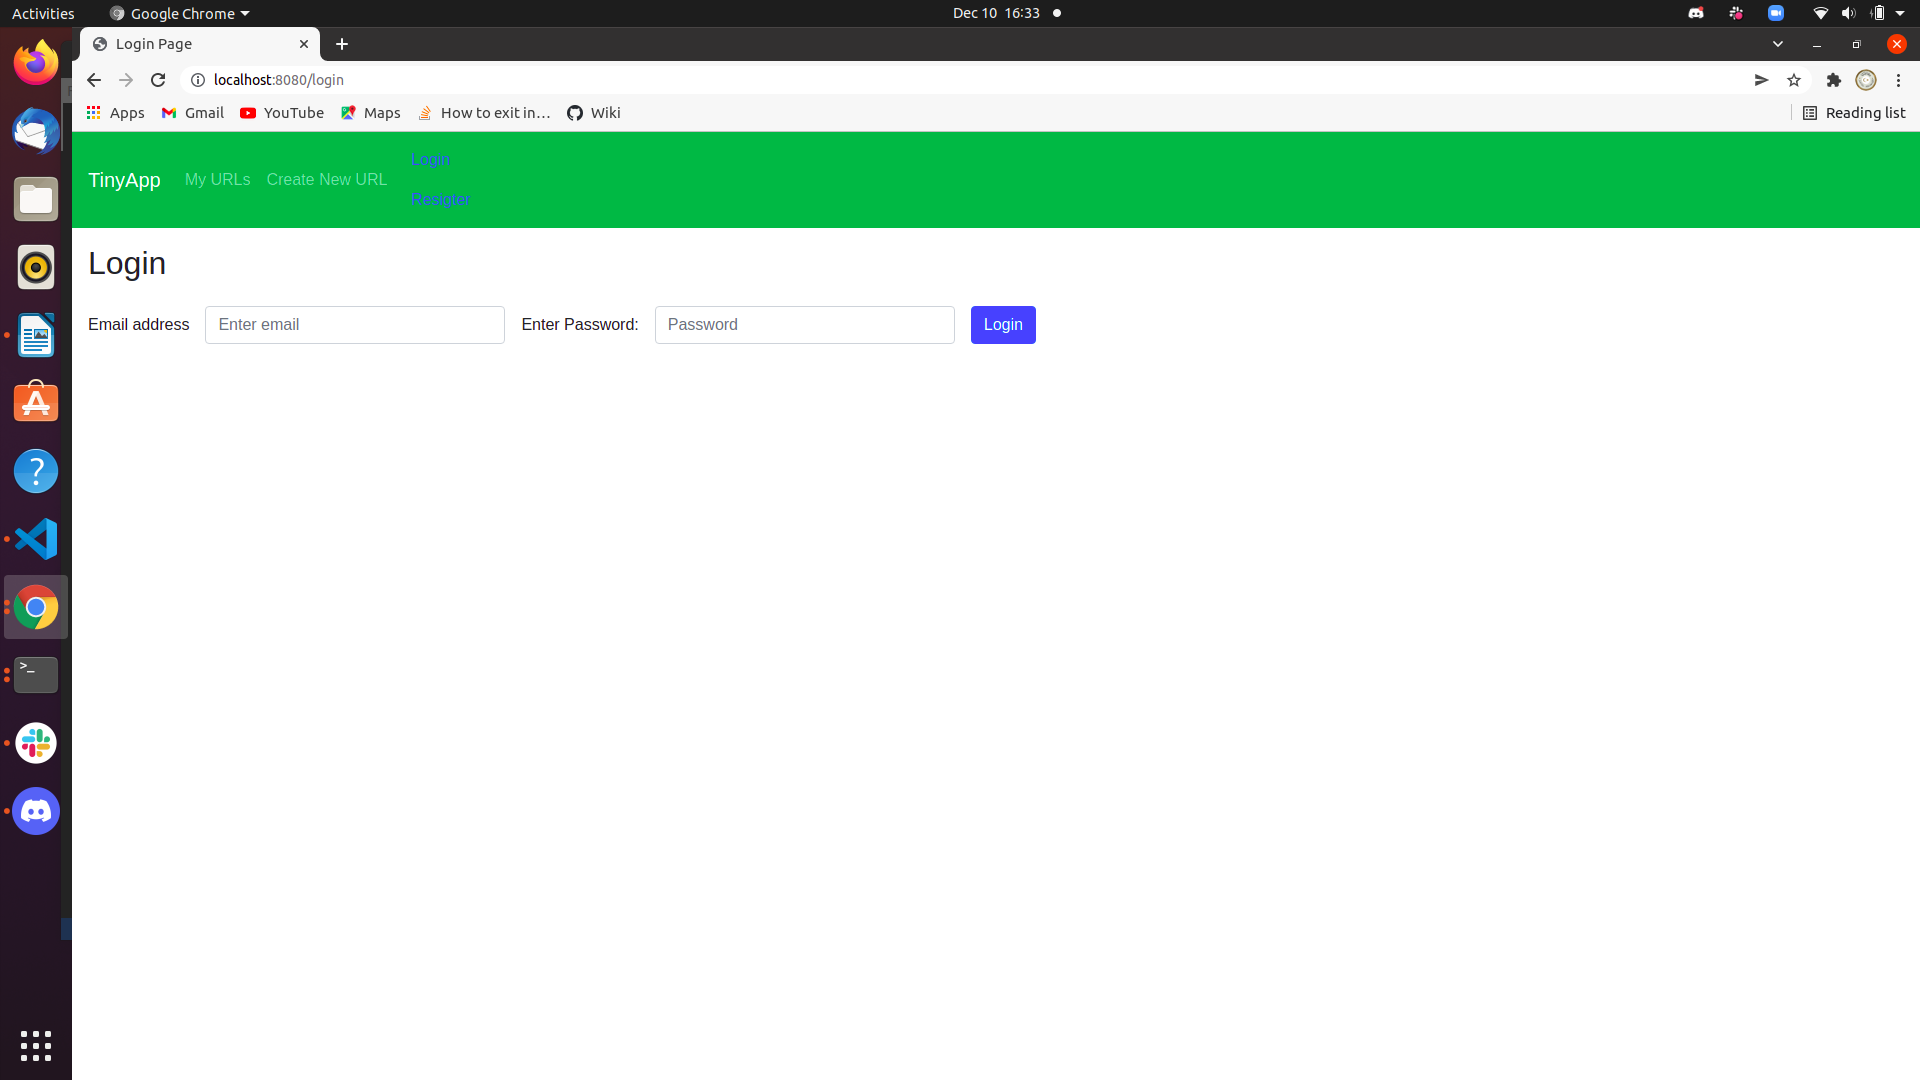 Activities Google Chrome Dec 10 16:33
Login Page
localhost:8080/login
Apps Gmail YouTube Maps How to exit in… Wiki Reading list
TinyApp My URLs Create New URL
Login
Resigter
Login
Email address Enter email Enter Password: Password Login